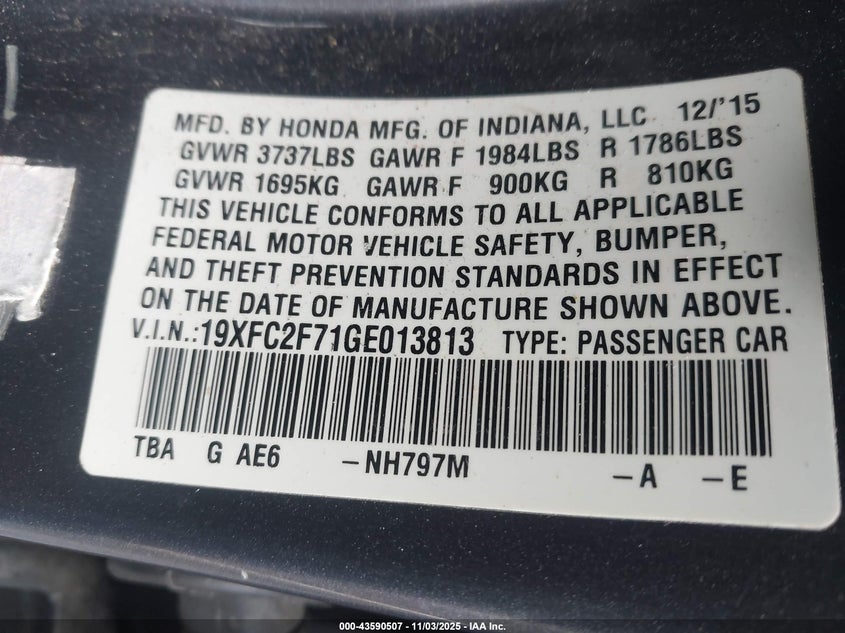 MFD. BY HONDA MFG. OF INDIANA, LLC 12/'15
GVWR 3737LBS GAWR F 1984LBS R 1786LBS
GVWR 1695KG GAWR F 900KG R 810KG
THIS VEHICLE CONFORMS TO ALL APPLICABLE
FEDERAL MOTOR VEHICLE SAFETY, BUMPER,
AND THEFT PREVENTION STANDARDS IN EFFECT
ON THE DATE OF MANUFACTURE SHOWN ABOVE.
V.I.N.:19XFC2F71GE013813 TYPE: PASSENGER CAR
TBA G AE6 -NH797M -A -E
000-43590507 - 11/03/2025 - IAA Inc.